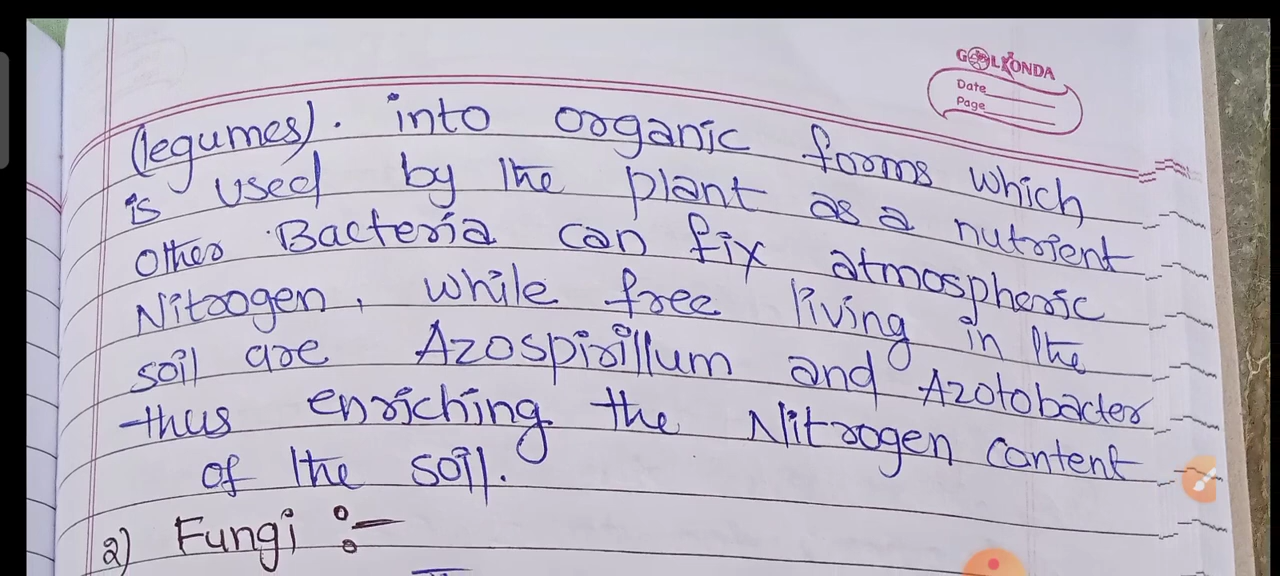 GOLKONDA
Date
Page
(legumes). into organic forms which
is used by the plant as a nutrient
other Bacteria can fix atmospheric
Nitrogen, while free living in the
soil are Azospirillum and Azotobacter
thus enriching the Nitrogen content
of the soil.
2) Fungi :-